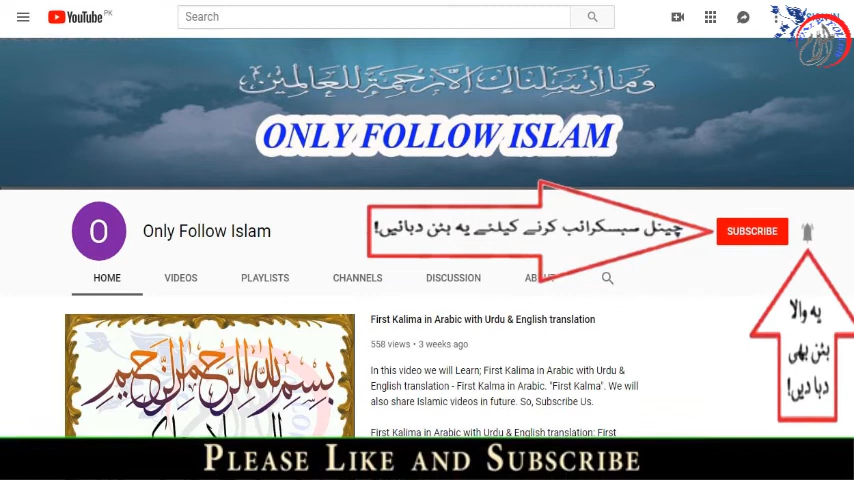 YouTube PK
Search
وما ارسلناك الا رحمة للعالمين
ONLY FOLLOW ISLAM
O
Only Follow Islam
چینل سبسکرائب کرنے کیلئے یہ بٹن دبائیں!
SUBSCRIBE
HOME VIDEOS PLAYLISTS CHANNELS DISCUSSION
یہ والا
بٹن بھی
دبا دیں!
First Kalima in Arabic with Urdu & English translation
558 views • 3 weeks ago
In this video we will Learn; First Kalima in Arabic with Urdu &
English translation - First Kalma in Arabic. "First Kalma". We will
also share Islamic videos in future. So, Subscribe Us.
First Kalima in Arabic with Urdu & English translation: First
بسم الله الرحمن الرحيم
PLEASE LIKE AND SUBSCRIBE